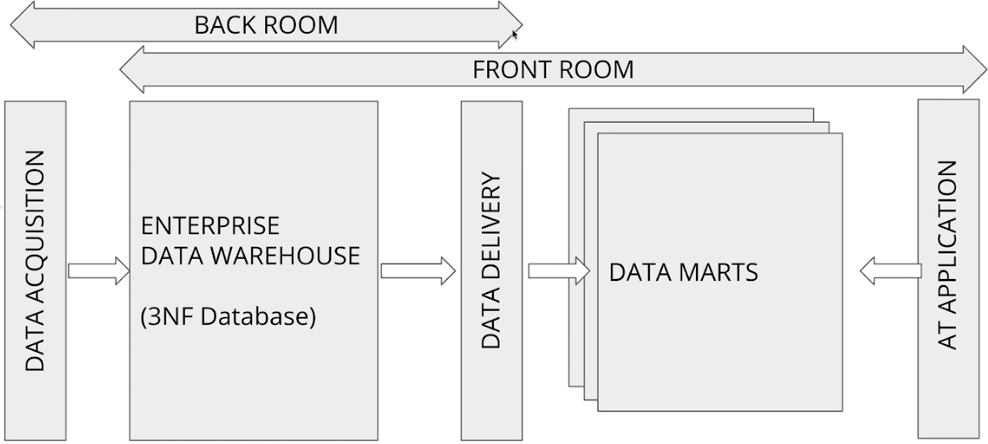 BACK ROOM
FRONT ROOM
DATA ACQUISITION
ENTERPRISE
DATA WAREHOUSE
(3NF Database)
DATA DELIVERY
DATA MARTS
AT APPLICATION